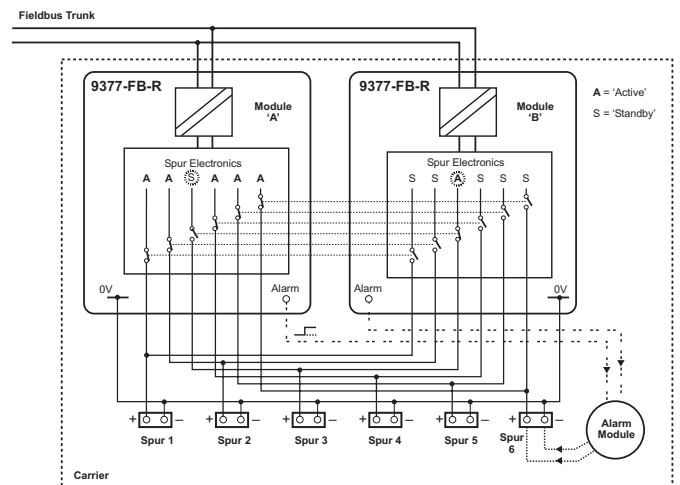 Fieldbus Trunk
9377-FB-R
Module
‘A’
9377-FB-R
Module
‘B’
A = ‘Active’
S = ‘Standby’
Spur Electronics
A A S A A A
Spur Electronics
S S A S S S
0V
Alarm
Alarm
0V
+ –
Spur 1
+ –
Spur 2
+ –
Spur 3
+ –
Spur 4
+ –
Spur 5
+ –
Spur
6
Alarm
Module
Carrier